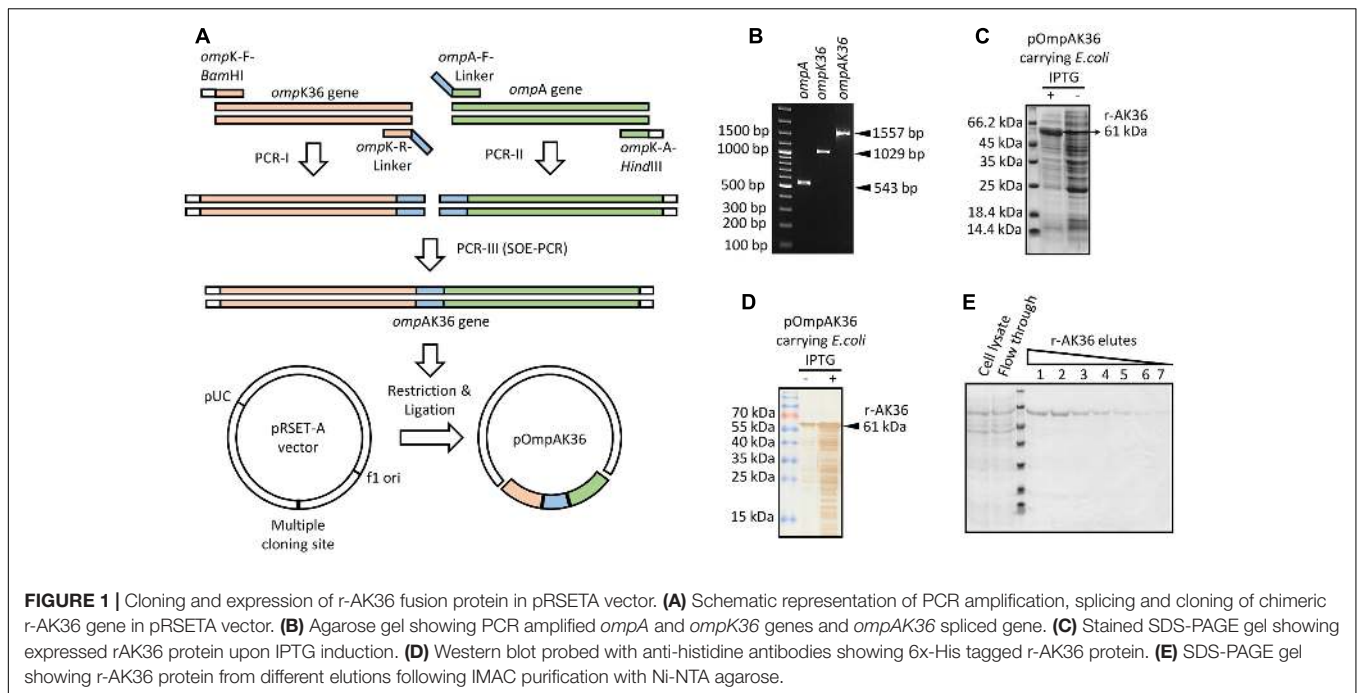 A
ompK-F-
BamHI
ompA-F-
Linker
ompK36 gene
ompA gene
ompK-R-
Linker
ompK-A-
HindIII
PCR-I
PCR-II
PCR-III (SOE-PCR)
ompAK36 gene
Restriction &
Ligation
pUC
pRSET-A
vector
f1 ori
Multiple
cloning site
pOmpAK36
B
ompA
ompK36
ompAK36
1500 bp
1000 bp
500 bp
300 bp
200 bp
100 bp
1557 bp
1029 bp
543 bp
C
pOmpAK36
carrying E.coli
IPTG
+ -
r-AK36
61 kDa
66.2 kDa
45 kDa
35 kDa
25 kDa
18.4 kDa
14.4 kDa
D
pOmpAK36
carrying E.coli
IPTG
- +
r-AK36
61 kDa
70 kDa
55 kDa
40 kDa
35 kDa
25 kDa
15 kDa
E
Cell lysate
Flow through
r-AK36 elutes
1 2 3 4 5 6 7
FIGURE 1 | Cloning and expression of r-AK36 fusion protein in pRSETA vector. (A) Schematic representation of PCR amplification, splicing and cloning of chimeric
r-AK36 gene in pRSETA vector. (B) Agarose gel showing PCR amplified ompA and ompK36 genes and ompAK36 spliced gene. (C) Stained SDS-PAGE gel showing
expressed rAK36 protein upon IPTG induction. (D) Western blot probed with anti-histidine antibodies showing 6x-His tagged r-AK36 protein. (E) SDS-PAGE gel
showing r-AK36 protein from different elutions following IMAC purification with Ni-NTA agarose.